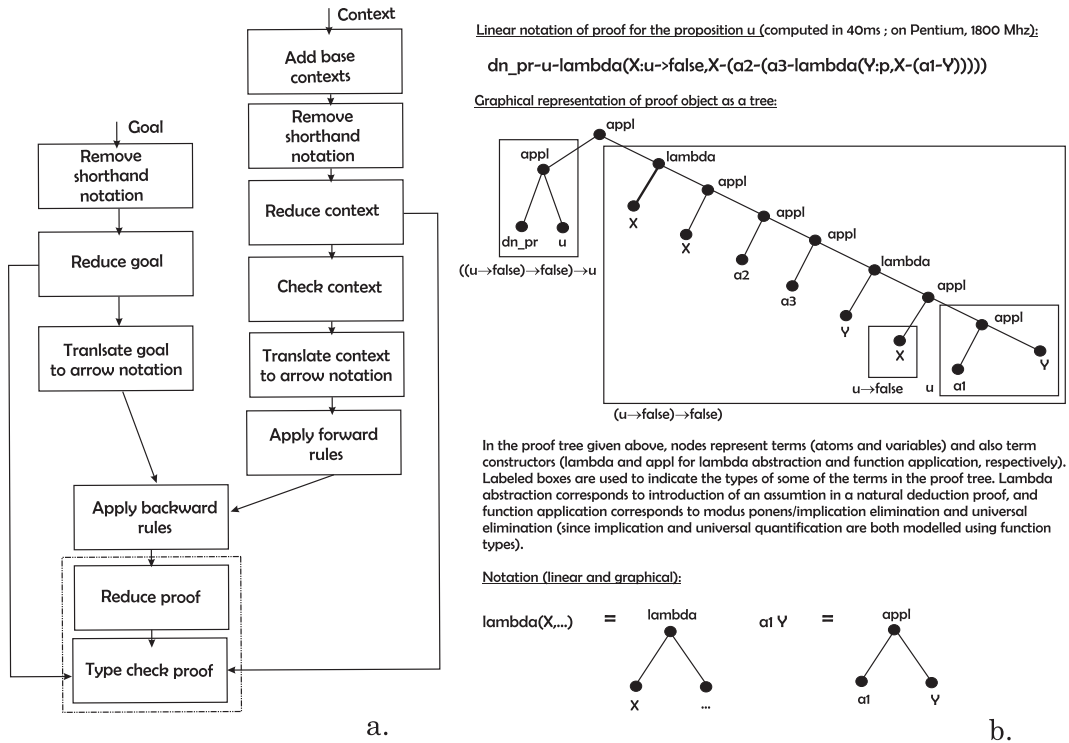 Context
Add base
contexts
Remove
shorthand
notation
Reduce context
Check context
Translate context
to arrow notation
Apply forward
rules
Goal
Remove
shorthand
notation
Reduce goal
Tranlsate goal
to arrow notation
Apply backward
rules
Reduce proof
Type check proof
a.
Linear notation of proof for the proposition u (computed in 40ms ; on Pentium, 1800 Mhz):
dn_pr-u-lambda(X:u->false,X-(a2-(a3-lambda(Y:p,X-(a1-Y)))))
Graphical representation of proof object as a tree:
appl
appl
lambda
appl
X
dn_pr
u
X
appl
((u→false)→false)→u
a2
appl
a3
lambda
Y
appl
X
appl
Y
u→false
u
a1
(u→false)→false)
In the proof tree given above, nodes represent terms (atoms and variables) and also term
constructors (lambda and appl for lambda abstraction and function application, respectively).
Labeled boxes are used to indicate the types of some of the terms in the proof tree. Lambda
abstraction corresponds to introduction of an assumtion in a natural deduction proof, and
function application corresponds to modus ponens/implication elimination and universal
elimination (since implication and universal quantification are both modelled using function
types).
Notation (linear and graphical):
lambda(X,...) = lambda
X ...
a1 Y = appl
a1 Y
b.